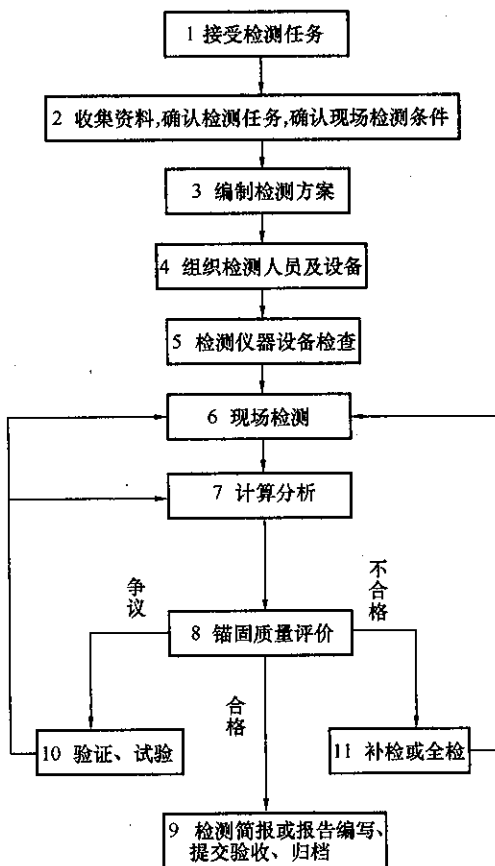 1 接受检测任务
2 收集资料,确认检测任务,确认现场检测条件
3 编制检测方案
4 组织检测人员及设备
5 检测仪器设备检查
6 现场检测
7 计算分析
争议
不合格
8 锚固质量评价
合格
10 验证、试验
11 补检或全检
9 检测简报或报告编写、
提交验收、归档